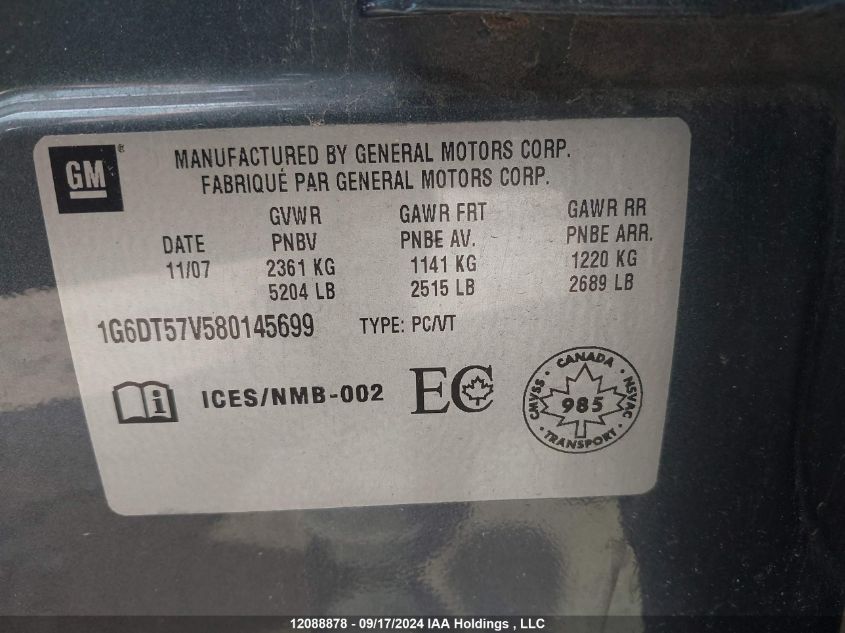 GM®
MANUFACTURED BY GENERAL MOTORS CORP.
FABRIQUÉ PAR GENERAL MOTORS CORP.
GVWR GAWR FRT GAWR RR
DATE PNBV PNBE AV. PNBE ARR.
11/07 2361 KG 1141 KG 1220 KG
5204 LB 2515 LB 2689 LB
1G6DT57V580145699 TYPE: PC/VT
i ICES/NMB-002 EC
CANADA
CMVSS 985 NSVAC
• TRANSPORT •
12088878 - 09/17/2024 IAA Holdings , LLC